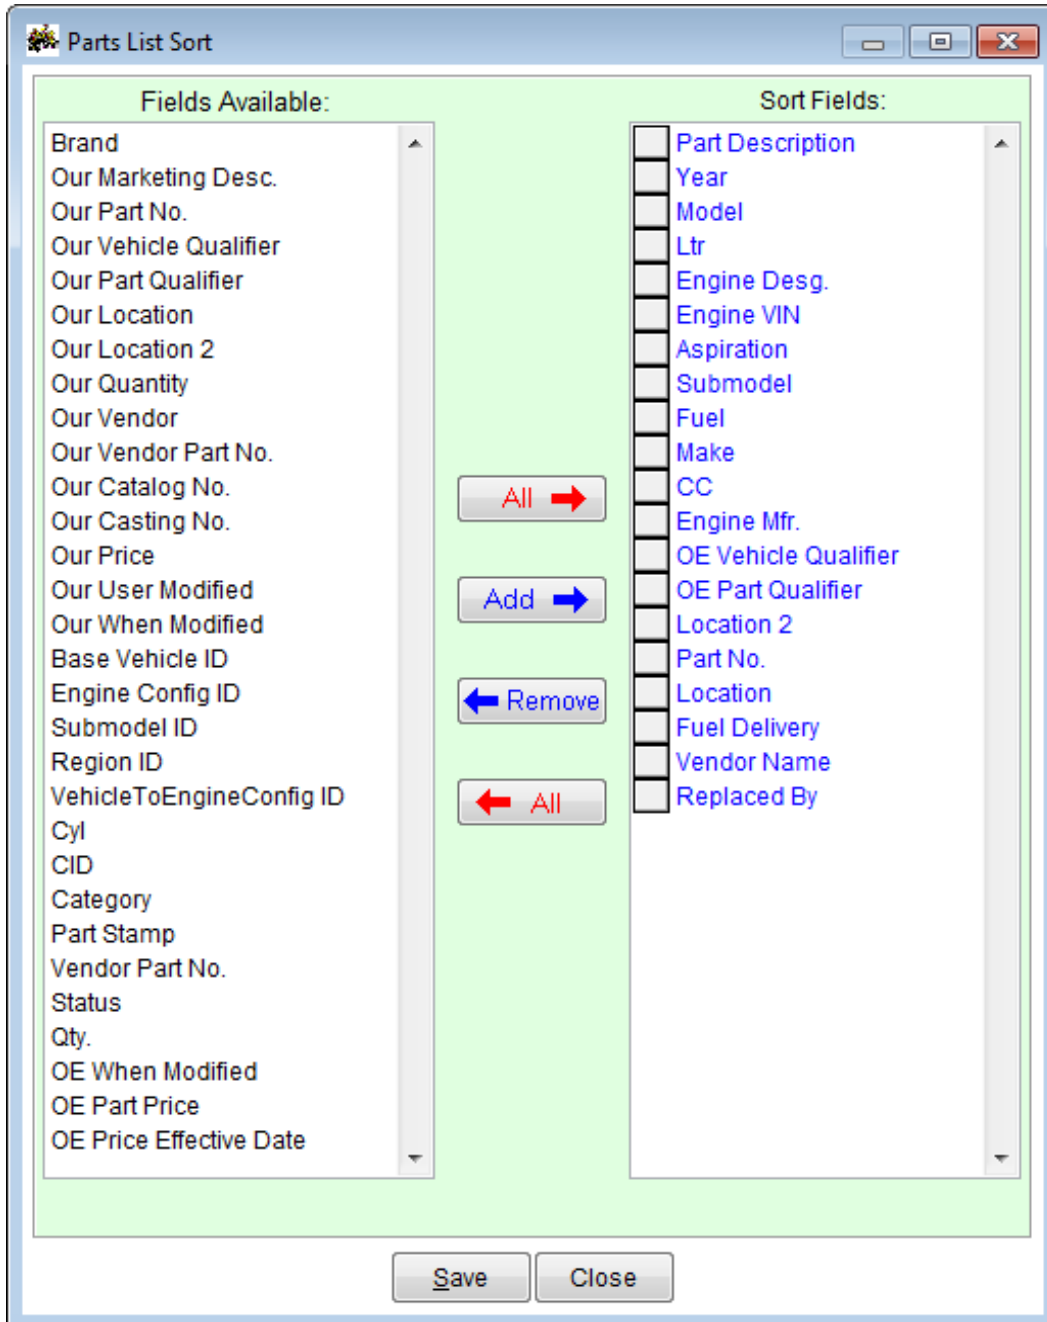 Parts List Sort
Fields Available:
Brand
Our Marketing Desc.
Our Part No.
Our Vehicle Qualifier
Our Part Qualifier
Our Location
Our Location 2
Our Quantity
Our Vendor
Our Vendor Part No.
Our Catalog No.
Our Casting No.
Our Price
Our User Modified
Our When Modified
Base Vehicle ID
Engine Config ID
Submodel ID
Region ID
VehicleToEngineConfig ID
Cyl
CID
Category
Part Stamp
Vendor Part No.
Status
Qty.
OE When Modified
OE Part Price
OE Price Effective Date
All
Add
Remove
All
Sort Fields:
Part Description
Year
Model
Ltr
Engine Desg.
Engine VIN
Aspiration
Submodel
Fuel
Make
CC
Engine Mfr.
OE Vehicle Qualifier
OE Part Qualifier
Location 2
Part No.
Location
Fuel Delivery
Vendor Name
Replaced By
Save
Close